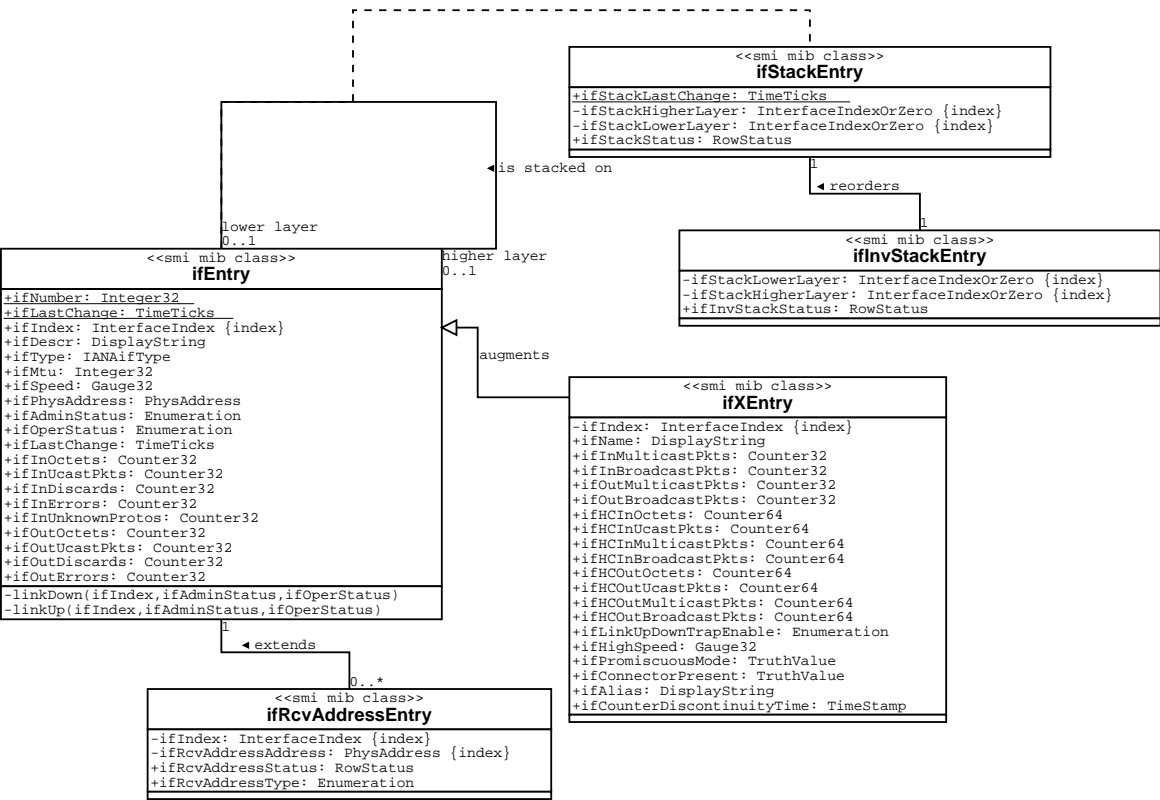 <<smi mib class>>
ifStackEntry
+ifStackLastChange: TimeTicks
-ifStackHigherLayer: InterfaceIndexOrZero {index}
-ifStackLowerLayer: InterfaceIndexOrZero {index}
+ifStackStatus: RowStatus
1
reorders
1
is stacked on
lower layer
0..1
higher layer
0..1
<<smi mib class>>
ifInvStackEntry
-ifStackLowerLayer: InterfaceIndexOrZero {index}
-ifStackHigherLayer: InterfaceIndexOrZero {index}
+ifInvStackStatus: RowStatus
<<smi mib class>>
ifEntry
+ifNumber: Integer32
+ifLastChange: TimeTicks
+ifIndex: InterfaceIndex {index}
+ifDescr: DisplayString
+ifType: IANAifType
+ifMtu: Integer32
+ifSpeed: Gauge32
+ifPhysAddress: PhysAddress
+ifAdminStatus: Enumeration
+ifOperStatus: Enumeration
+ifLastChange: TimeTicks
+ifInOctets: Counter32
+ifInUcastPkts: Counter32
+ifInDiscards: Counter32
+ifInErrors: Counter32
+ifInUnknownProtos: Counter32
+ifOutOctets: Counter32
+ifOutUcastPkts: Counter32
+ifOutDiscards: Counter32
+ifOutErrors: Counter32
-linkDown(ifIndex,ifAdminStatus,ifOperStatus)
-linkUp(ifIndex,ifAdminStatus,ifOperStatus)
augments
<<smi mib class>>
ifXEntry
-ifIndex: InterfaceIndex {index}
+ifName: DisplayString
+ifInMulticastPkts: Counter32
+ifInBroadcastPkts: Counter32
+ifOutMulticastPkts: Counter32
+ifOutBroadcastPkts: Counter32
+ifHCInOctets: Counter64
+ifHCInUcastPkts: Counter64
+ifHCInMulticastPkts: Counter64
+ifHCInBroadcastPkts: Counter64
+ifHCOutOctets: Counter64
+ifHCOutUcastPkts: Counter64
+ifHCOutMulticastPkts: Counter64
+ifHCOutBroadcastPkts: Counter64
+ifLinkUpDownTrapEnable: Enumeration
+ifHighSpeed: Gauge32
+ifPromiscuousMode: TruthValue
+ifConnectorPresent: TruthValue
+ifAlias: DisplayString
+ifCounterDiscontinuityTime: TimeStamp
1
extends
0..*
<<smi mib class>>
ifRcvAddressEntry
-ifIndex: InterfaceIndex {index}
-ifRcvAddressAddress: PhysAddress {index}
+ifRcvAddressStatus: RowStatus
+ifRcvAddressType: Enumeration